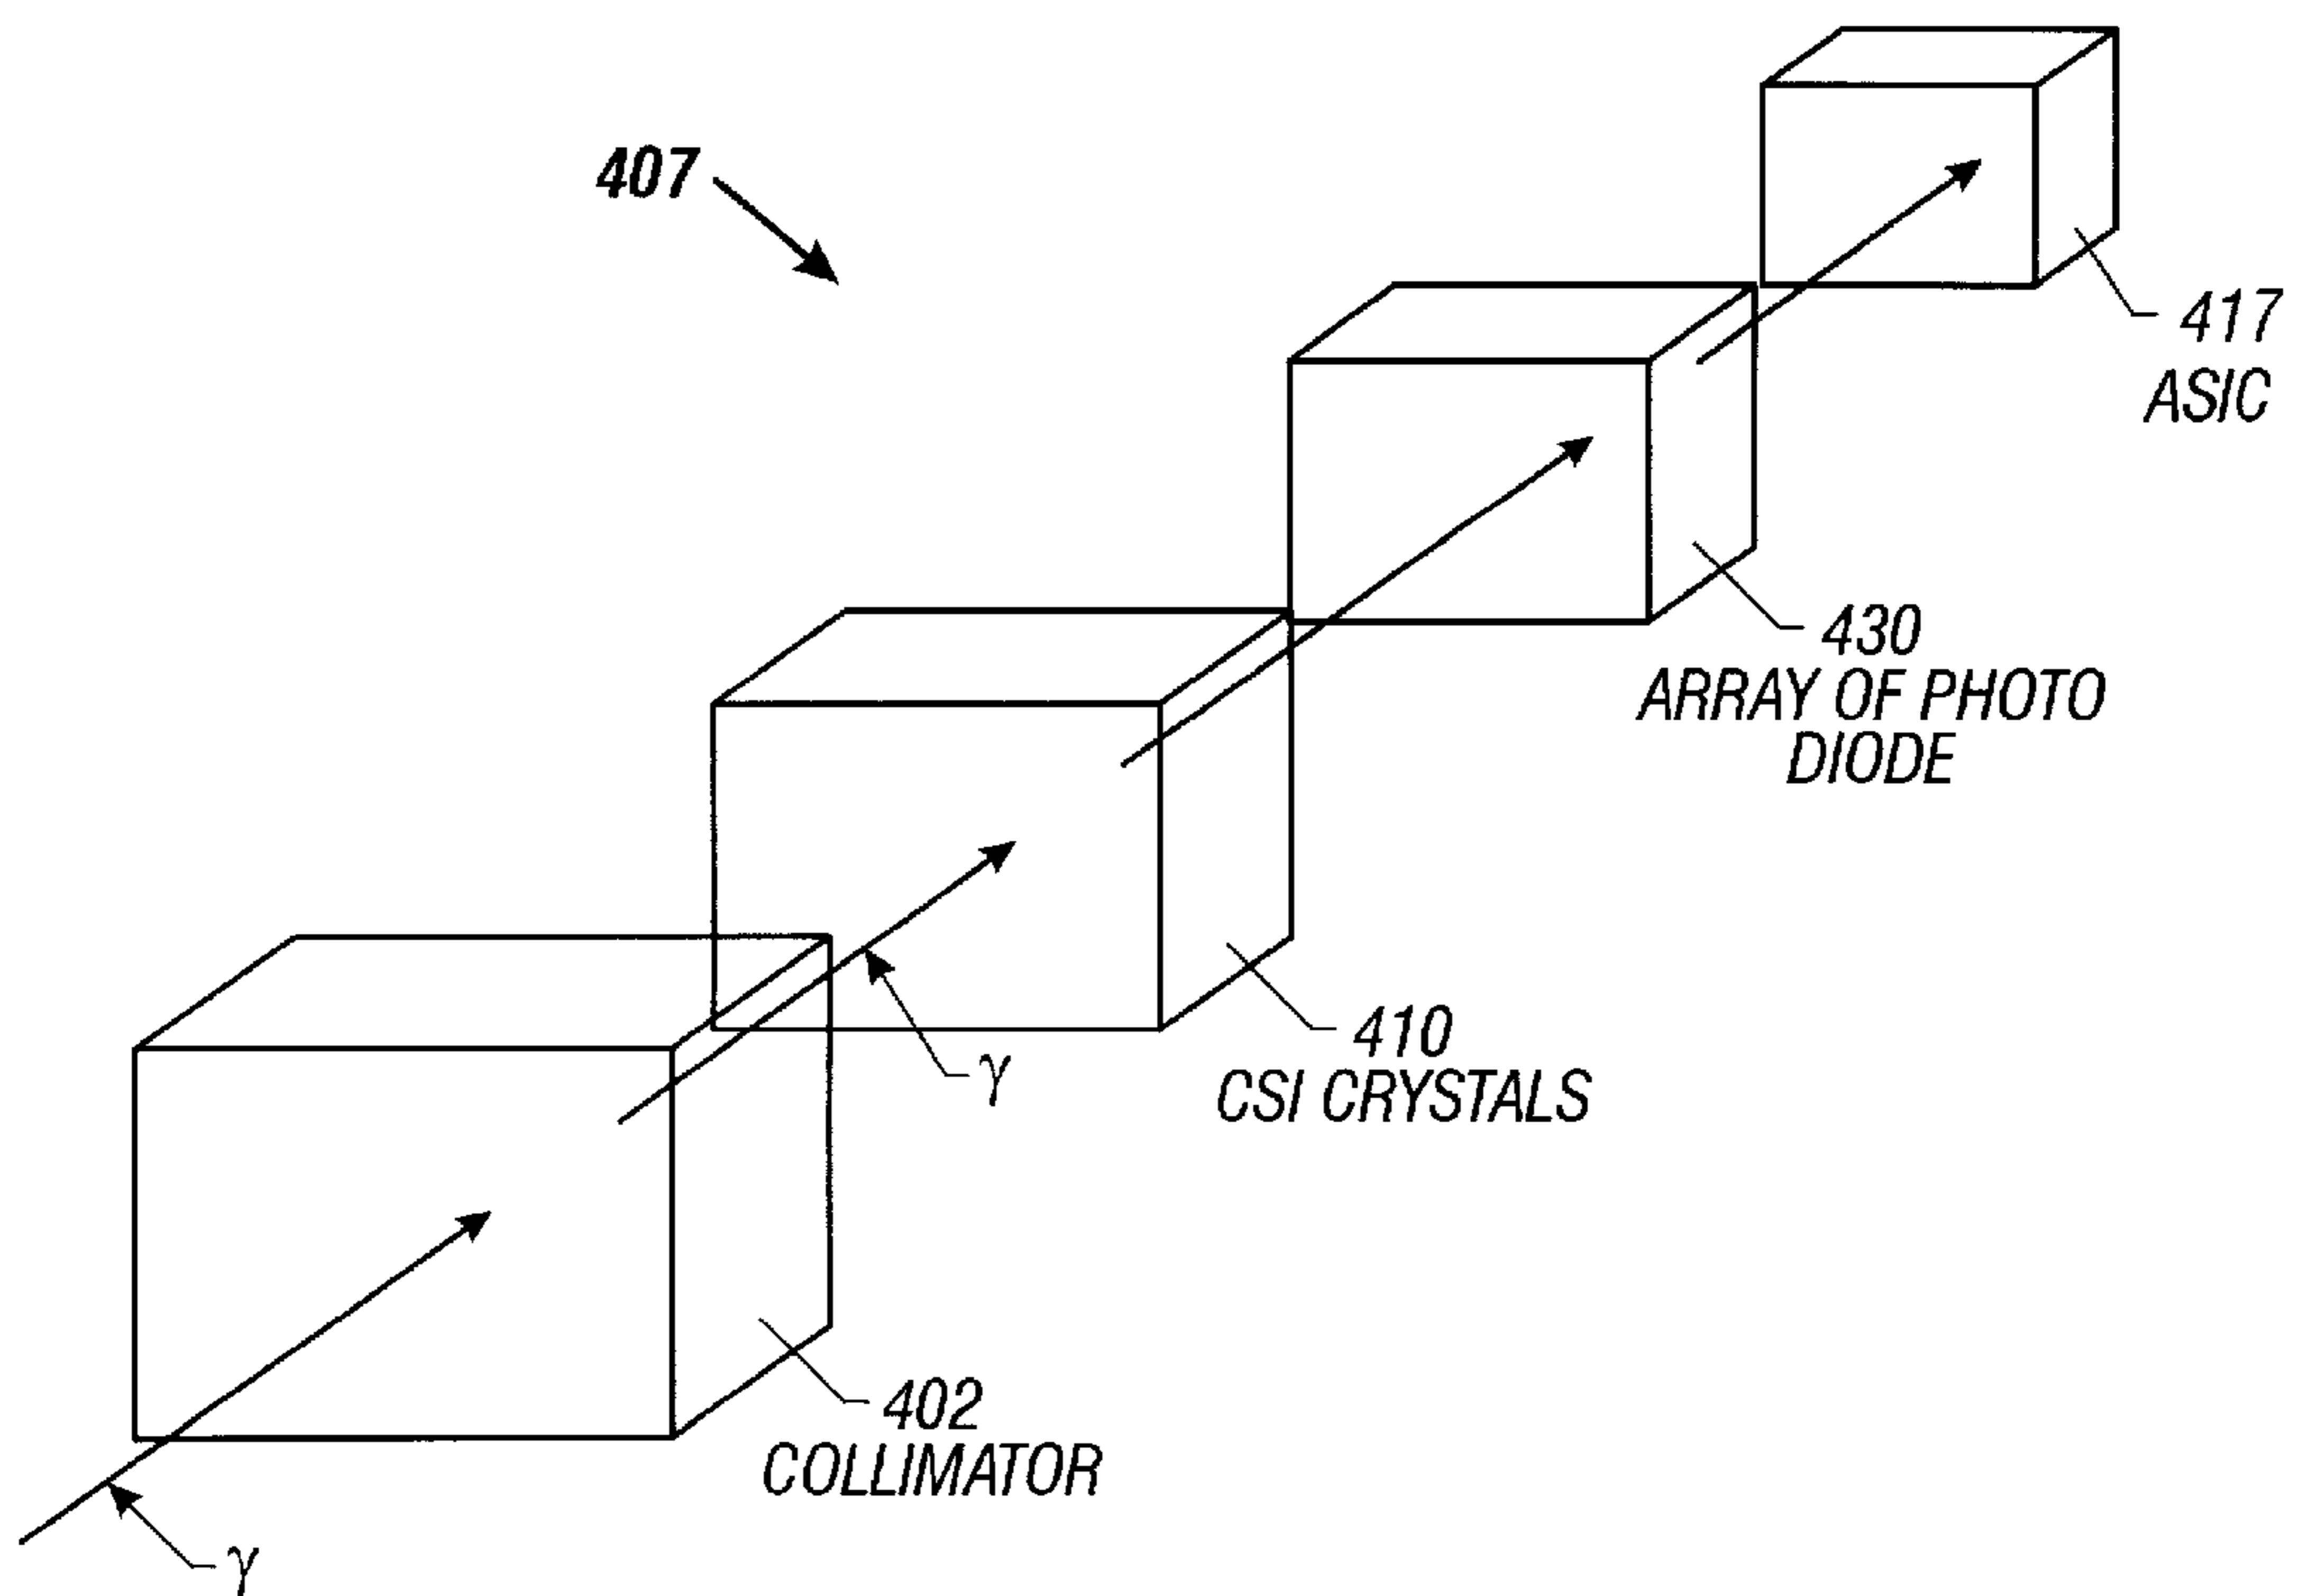 407
417
ASIC
430
ARRAY OF PHOTO
DIODE
410
CSI CRYSTALS
γ
402
COLLIMATOR
γ